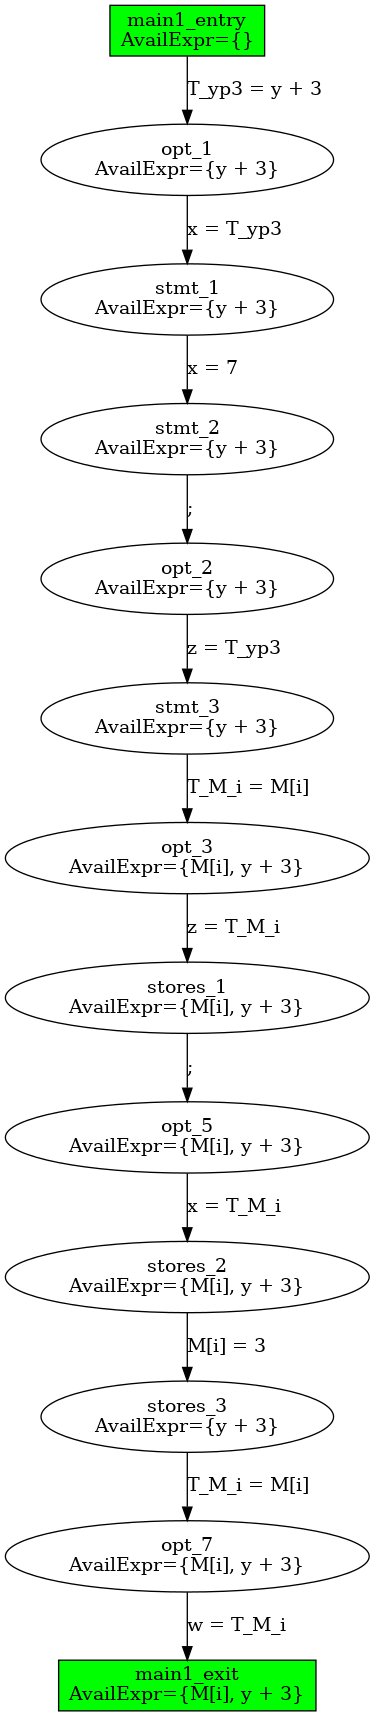 main1_entry
AvailExpr={}
T_yp3 = y + 3
opt_1
AvailExpr={y + 3}
x = T_yp3
stmt_1
AvailExpr={y + 3}
x = 7
stmt_2
AvailExpr={y + 3}
;
opt_2
AvailExpr={y + 3}
z = T_yp3
stmt_3
AvailExpr={y + 3}
T_M_i = M[i]
opt_3
AvailExpr={M[i], y + 3}
z = T_M_i
stores_1
AvailExpr={M[i], y + 3}
;
opt_5
AvailExpr={M[i], y + 3}
x = T_M_i
stores_2
AvailExpr={M[i], y + 3}
M[i] = 3
stores_3
AvailExpr={y + 3}
T_M_i = M[i]
opt_7
AvailExpr={M[i], y + 3}
w = T_M_i
main1_exit
AvailExpr={M[i], y + 3}